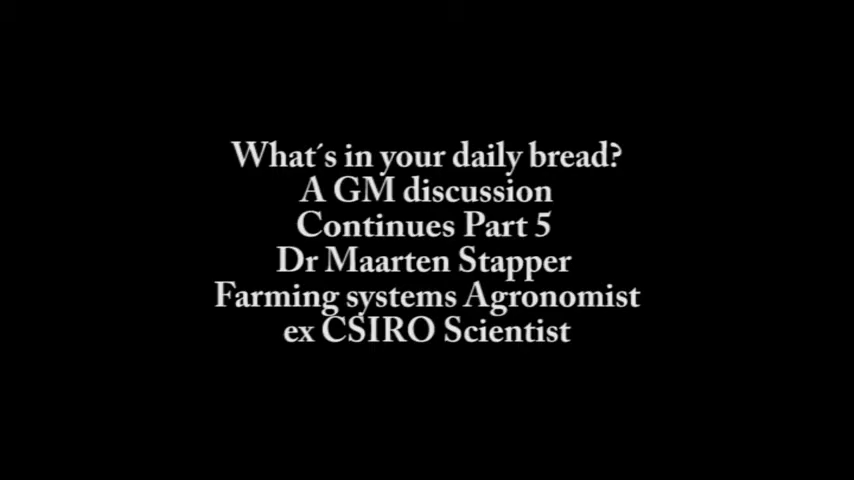 What´s in your daily bread?
A GM discussion
Continues Part 5
Dr Maarten Stapper
Farming systems Agronomist
ex CSIRO Scientist